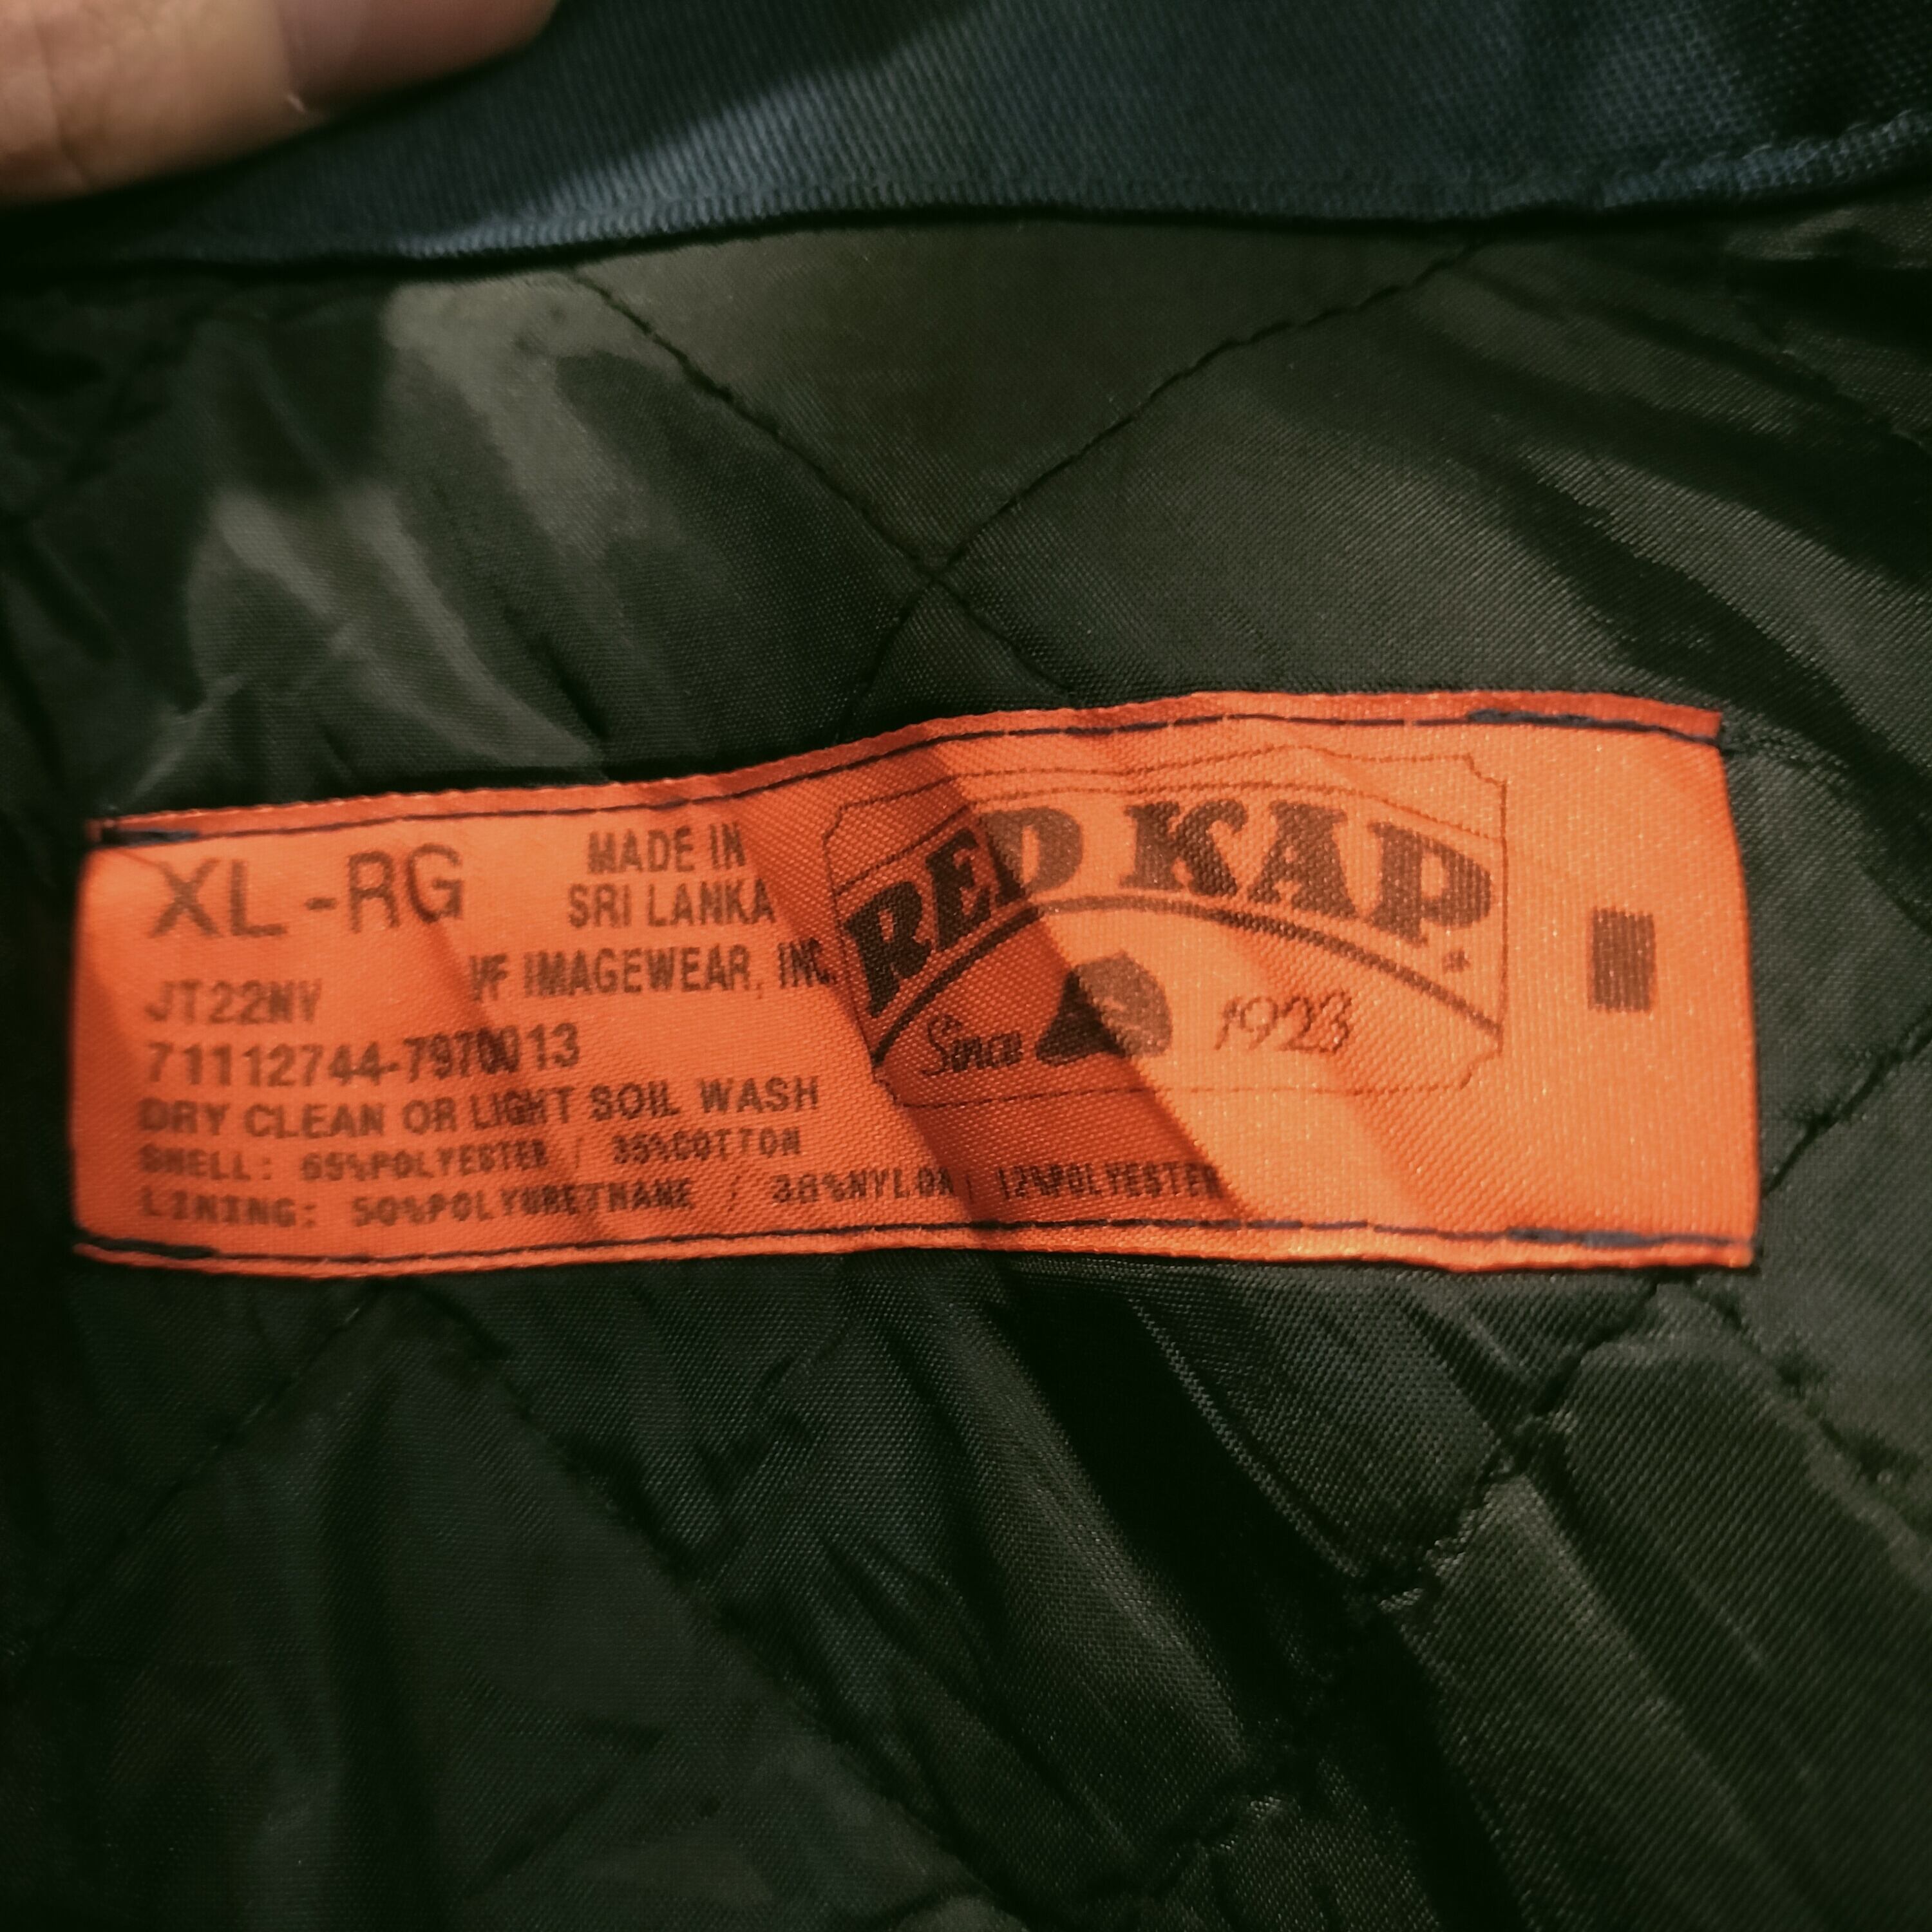 XL-RG
MADE IN
SRI LANKA
VF IMAGEWEAR, INC.
JT22NV
71112744-7970013
DRY CLEAN OR LIGHT SOIL WASH
SHELL: 65%POLYESTER / 35%COTTON
LINING: 50%POLYURETHANE / 38%NYLON / 12%POLYESTER
RED KAP
Since 1923